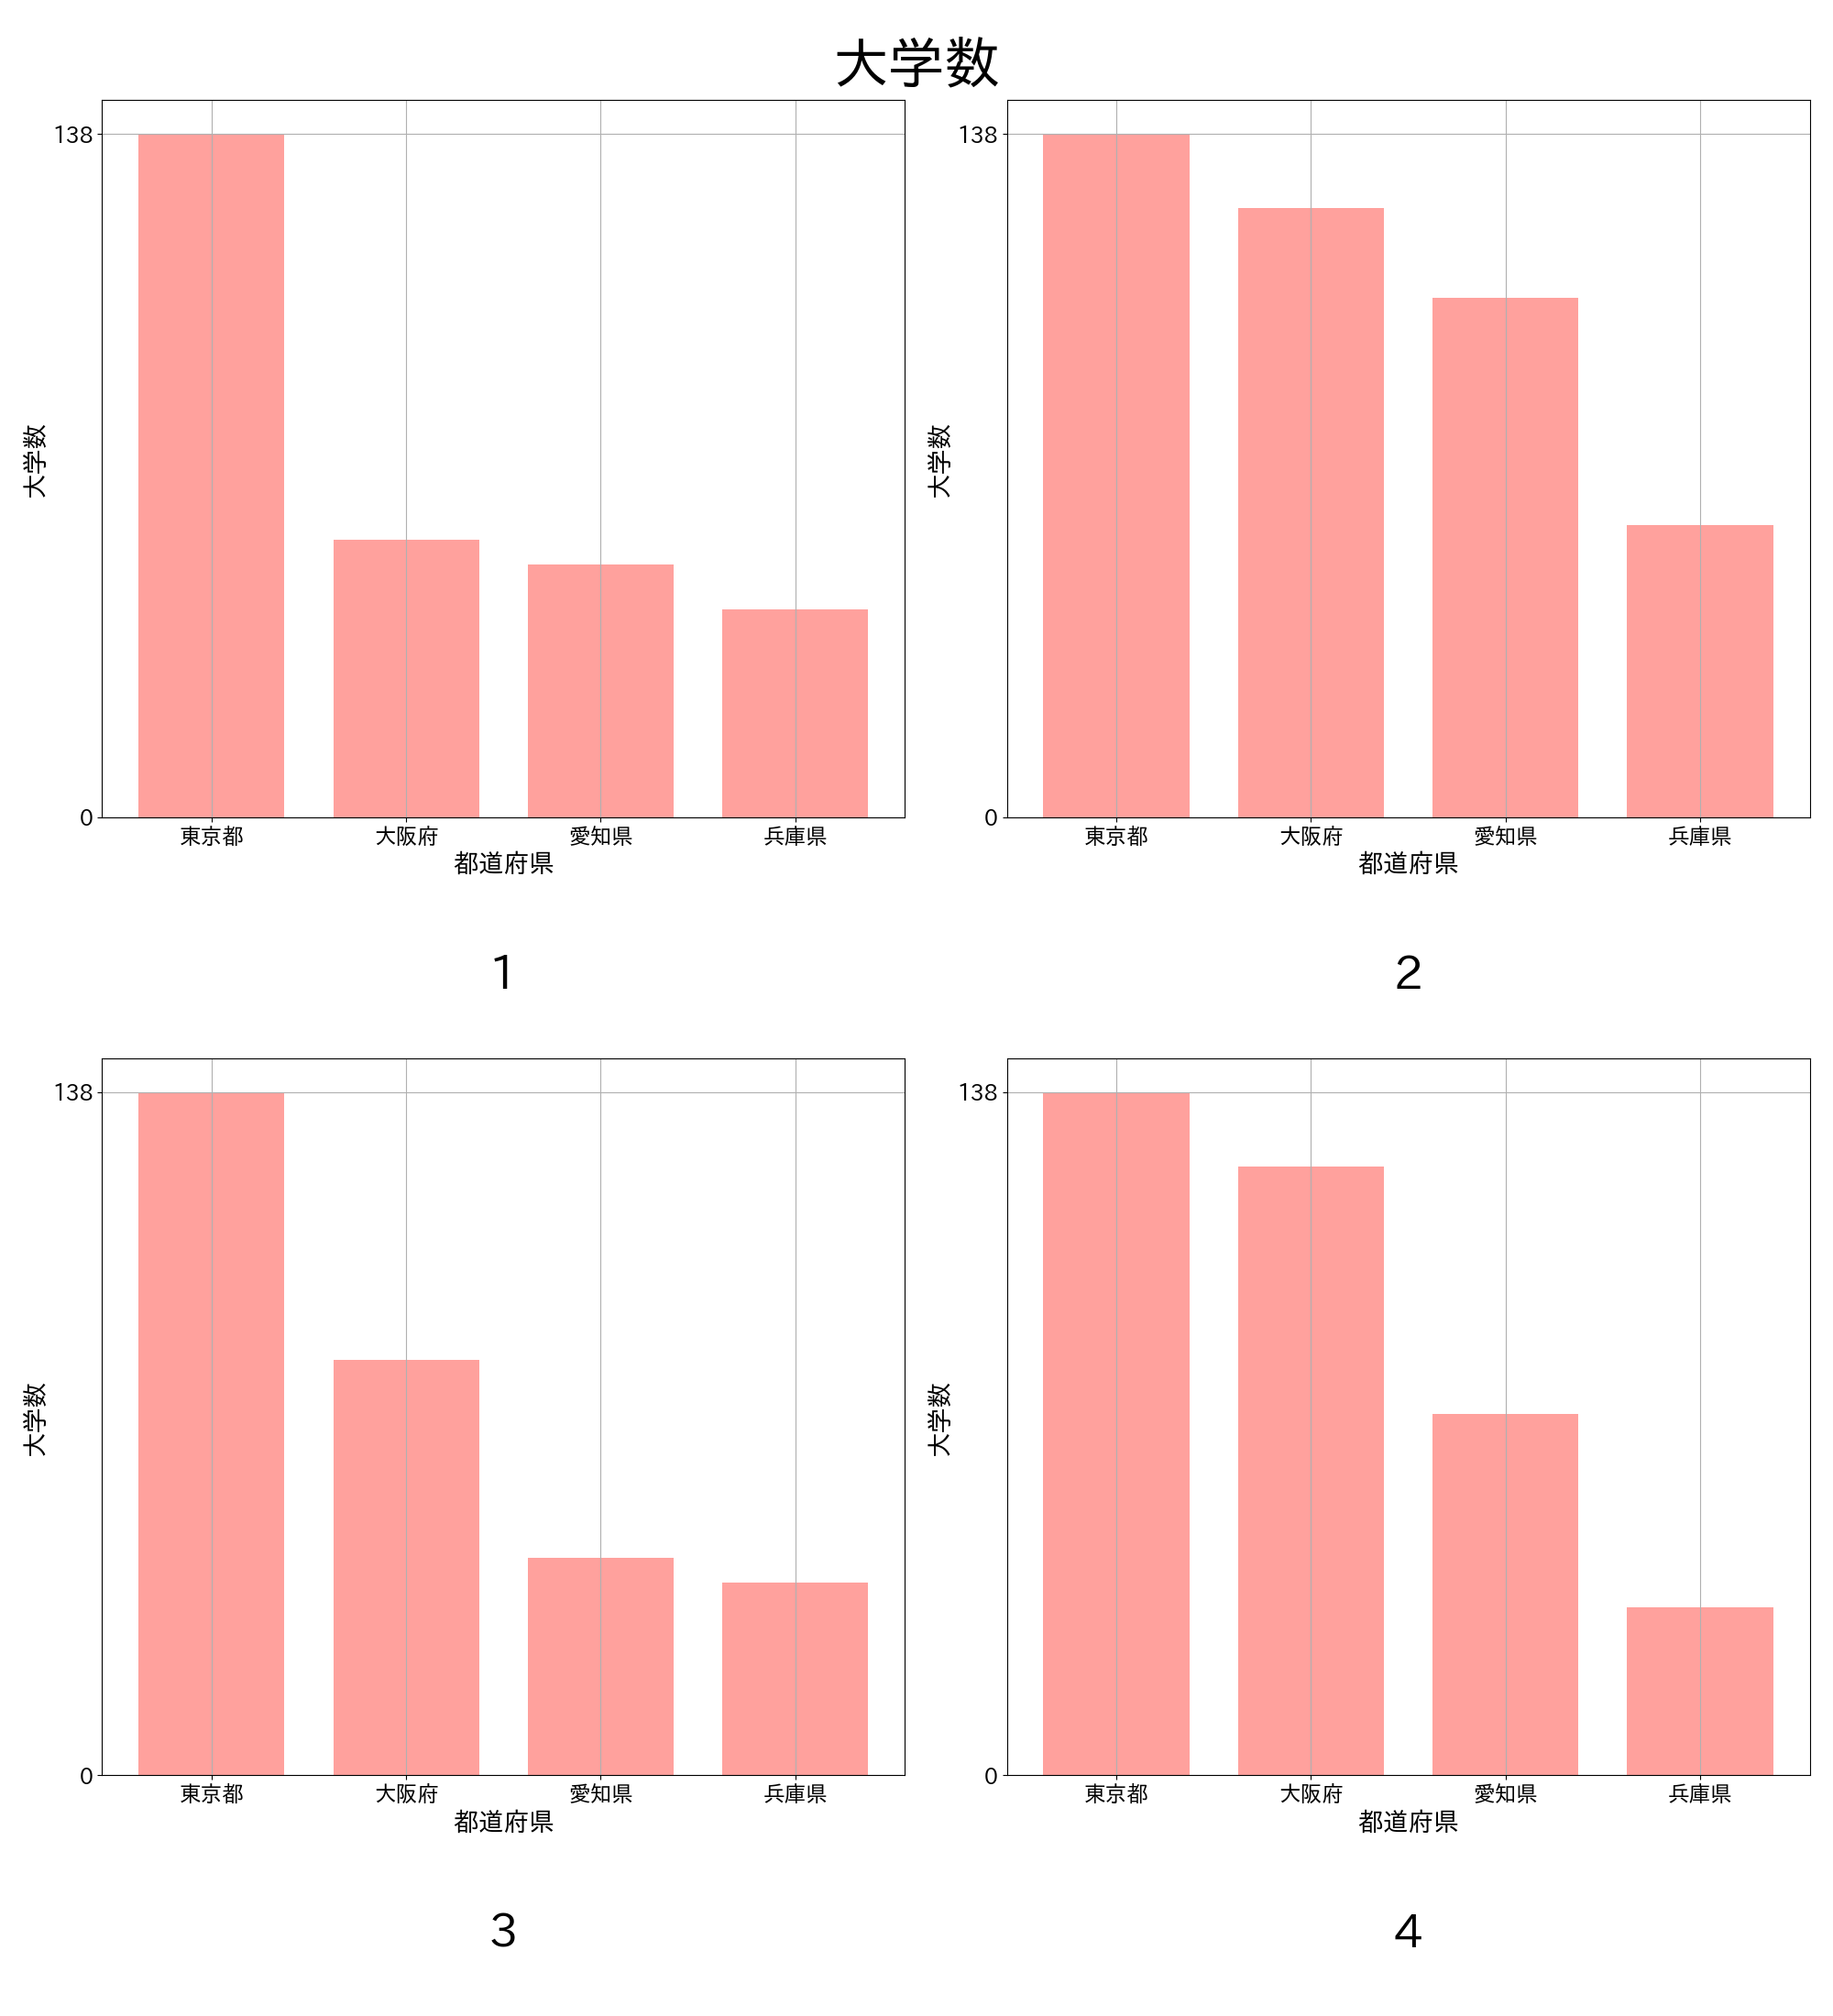 大学数
138
0
大学数
東京都 大阪府 愛知県 兵庫県
都道府県
1
138
0
大学数
東京都 大阪府 愛知県 兵庫県
都道府県
2
138
0
大学数
東京都 大阪府 愛知県 兵庫県
都道府県
3
138
0
大学数
東京都 大阪府 愛知県 兵庫県
都道府県
4